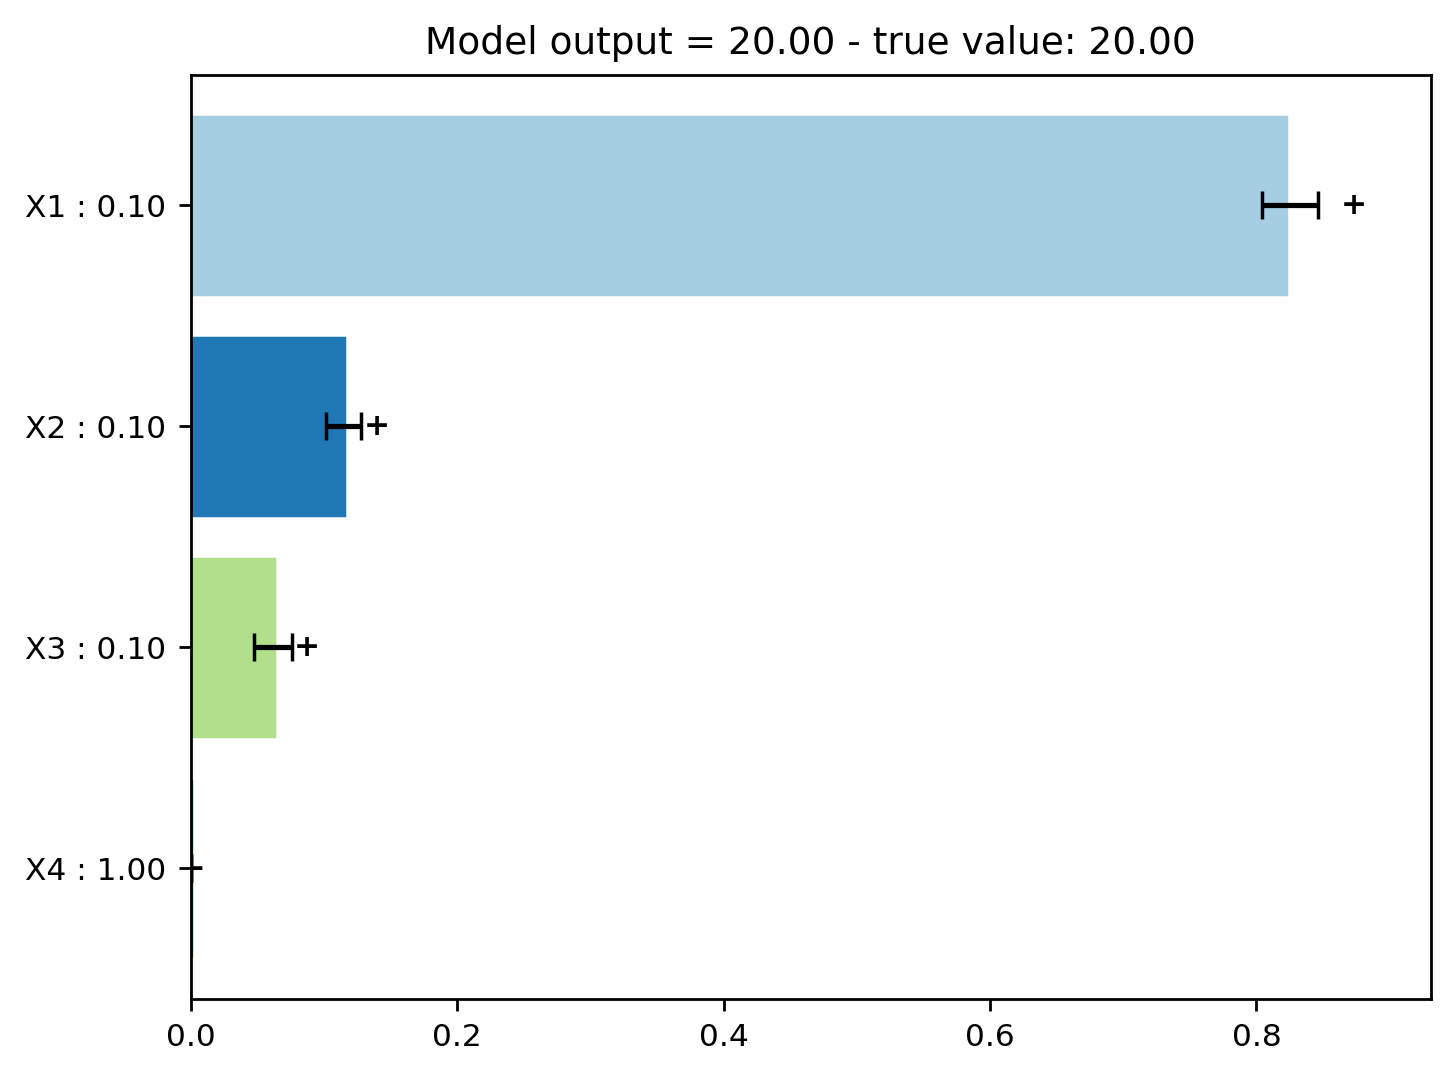 Model output = 20.00 - true value: 20.00
X1 : 0.10
+
X2 : 0.10
+
X3 : 0.10
+
X4 : 1.00
0.0 0.2 0.4 0.6 0.8